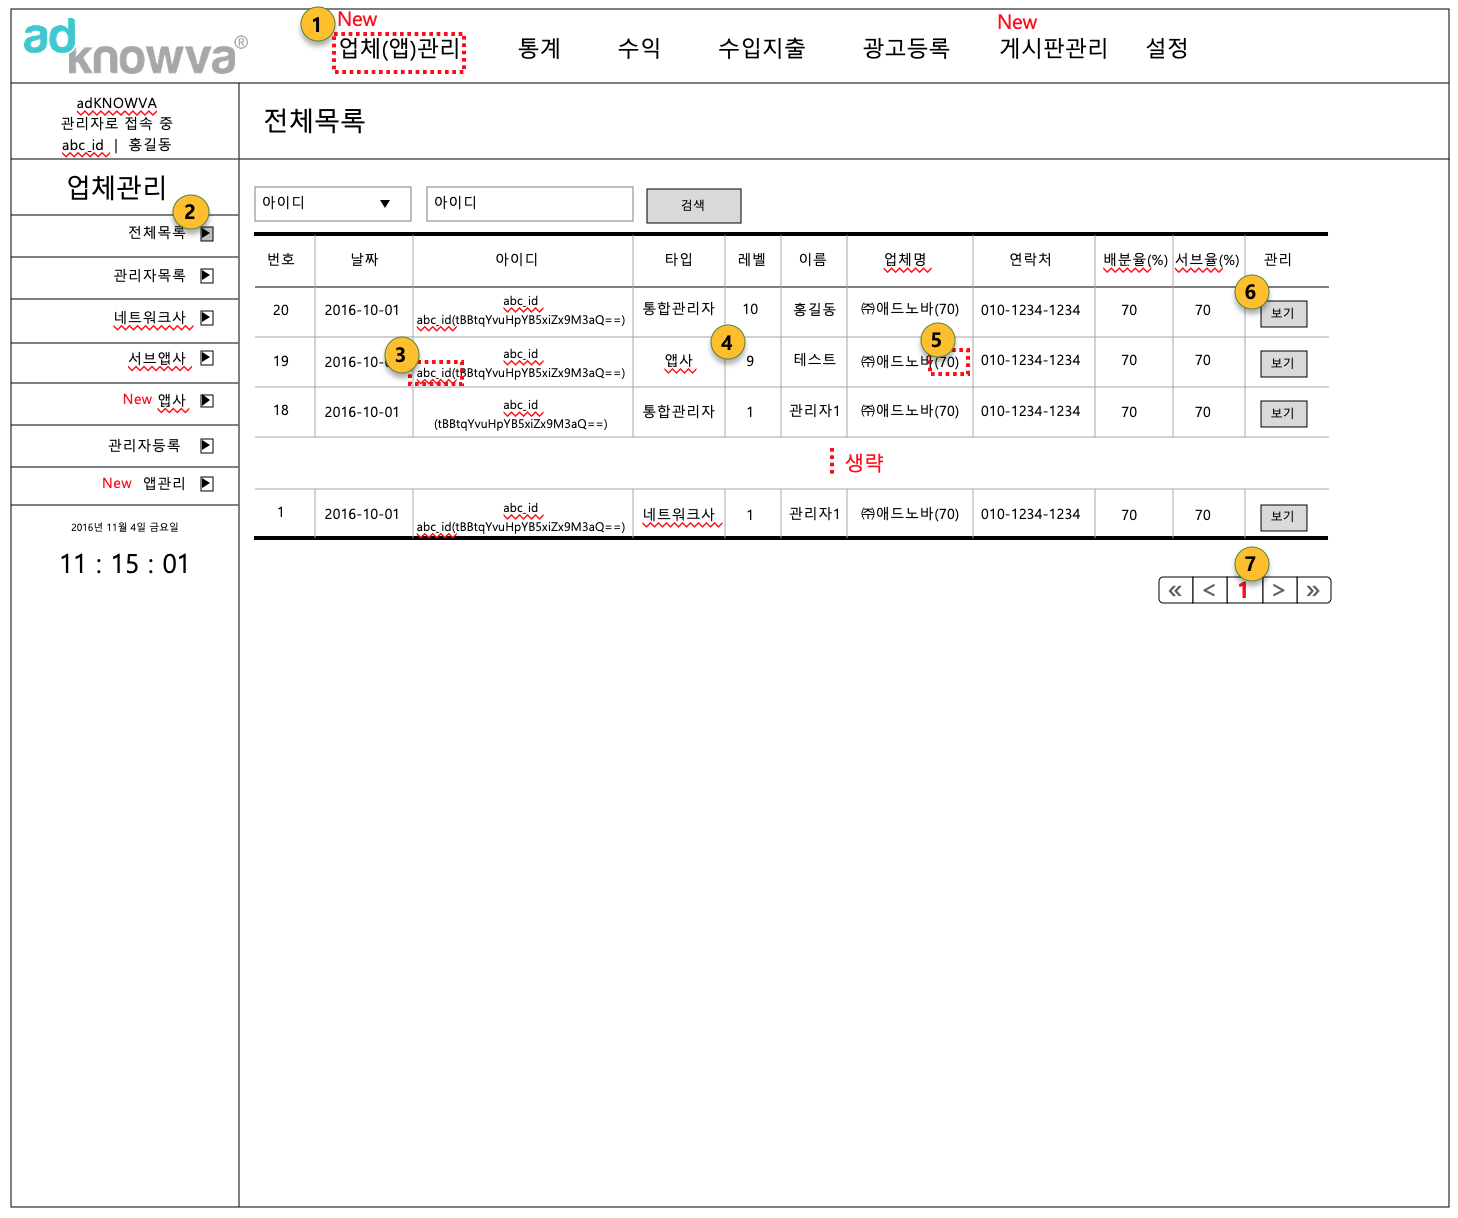 ad knowva®
1 New
업체(앱)관리 통계 수익 수입지출 광고등록 New 게시판관리 설정
adKNOWVA
관리자로 접속 중
abc_id | 홍길동
전체목록
업체관리
2
전체목록
관리자목록
네트워크사
서브앱사
New 앱사
관리자등록
New 앱관리
2016년 11월 4일 금요일
11 : 15 : 01
아이디 ▼ 아이디 검색
번호 날짜 아이디 타입 레벨 이름 업체명 연락처 배분율(%) 서브율(%) 관리
20 2016-10-01 abc_id
abc_id(tBBtqYvuHpYB5xiZx9M3aQ==) 통합관리자 10 홍길동 ㈜애드노바(70) 010-1234-1234 70 70 6 보기
19 2016-10- 3 abc_id
abc_id(tBBtqYvuHpYB5xiZx9M3aQ==) 앱사 4 9 테스트 5 ㈜애드노바(70) 010-1234-1234 70 70 보기
18 2016-10-01 abc_id
(tBBtqYvuHpYB5xiZx9M3aQ==) 통합관리자 1 관리자1 ㈜애드노바(70) 010-1234-1234 70 70 보기
생략
1 2016-10-01 abc_id
abc_id(tBBtqYvuHpYB5xiZx9M3aQ==) 네트워크사 1 관리자1 ㈜애드노바(70) 010-1234-1234 70 70 보기
7
« < 1 > »